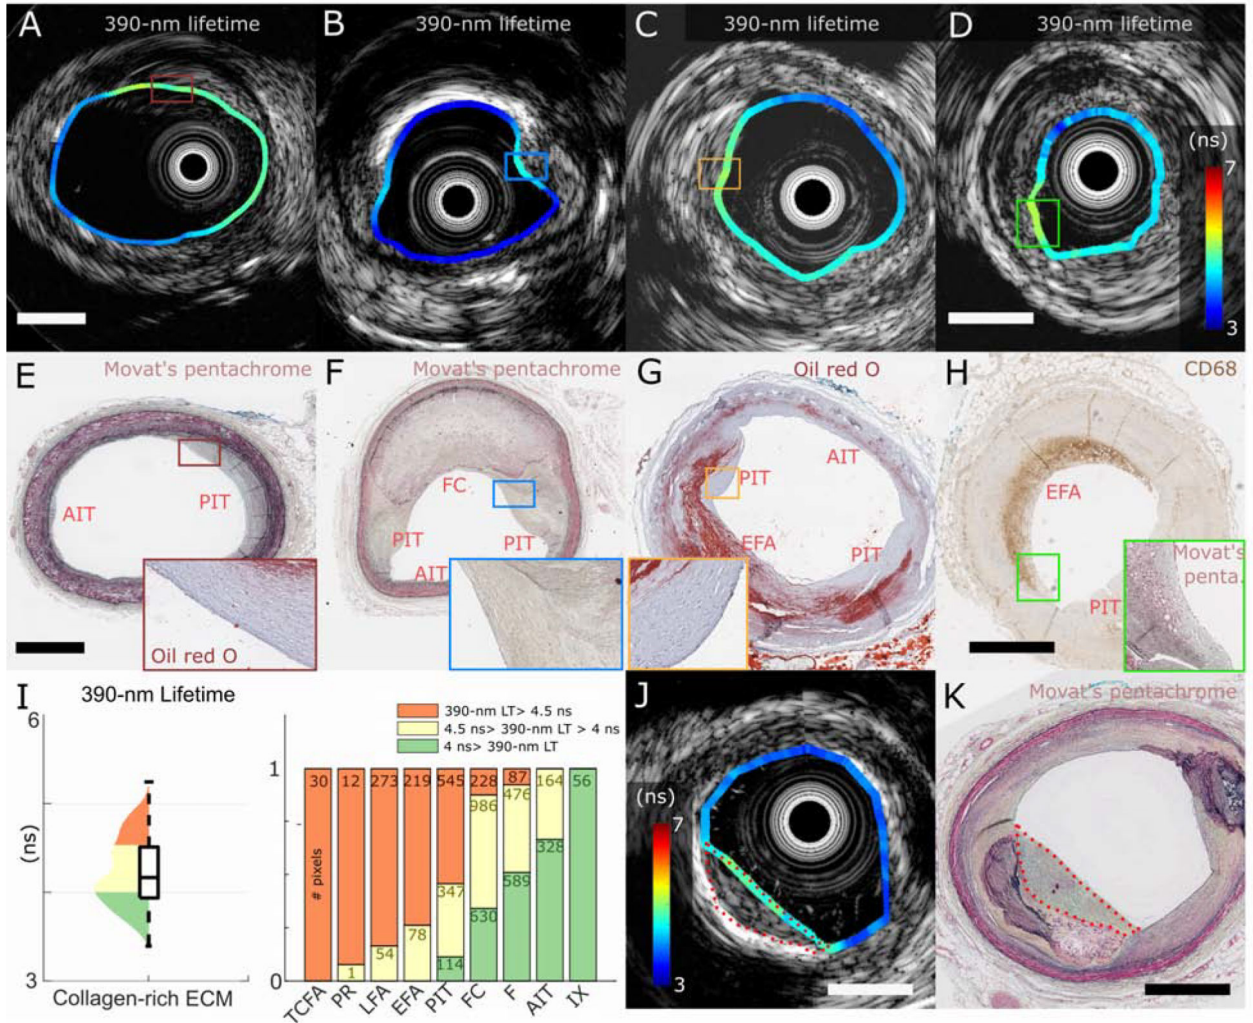 A
390-nm lifetime
B
390-nm lifetime
C
390-nm lifetime
D
390-nm lifetime
(ns)
7
3
E
Movat's pentachrome
AIT
PIT
Oil red O
F
Movat's pentachrome
FC
PIT
PIT
AIT
G
Oil red O
PIT
AIT
EFA
PIT
H
CD68
EFA
PIT
Movat's
penta.
I
390-nm Lifetime
6
(ns)
3
Collagen-rich ECM
390-nm LT> 4.5 ns
4.5 ns> 390-nm LT > 4 ns
4 ns> 390-nm LT
1
0
# pixels
30
12
273
219
545
228
87
164
56
986
476
328
347
78
54
1
114
530
589
TCFA
PR
LFA
EFA
PIT
FC
F
AIT
IX
J
(ns)
7
3
K
Movat's pentachrome